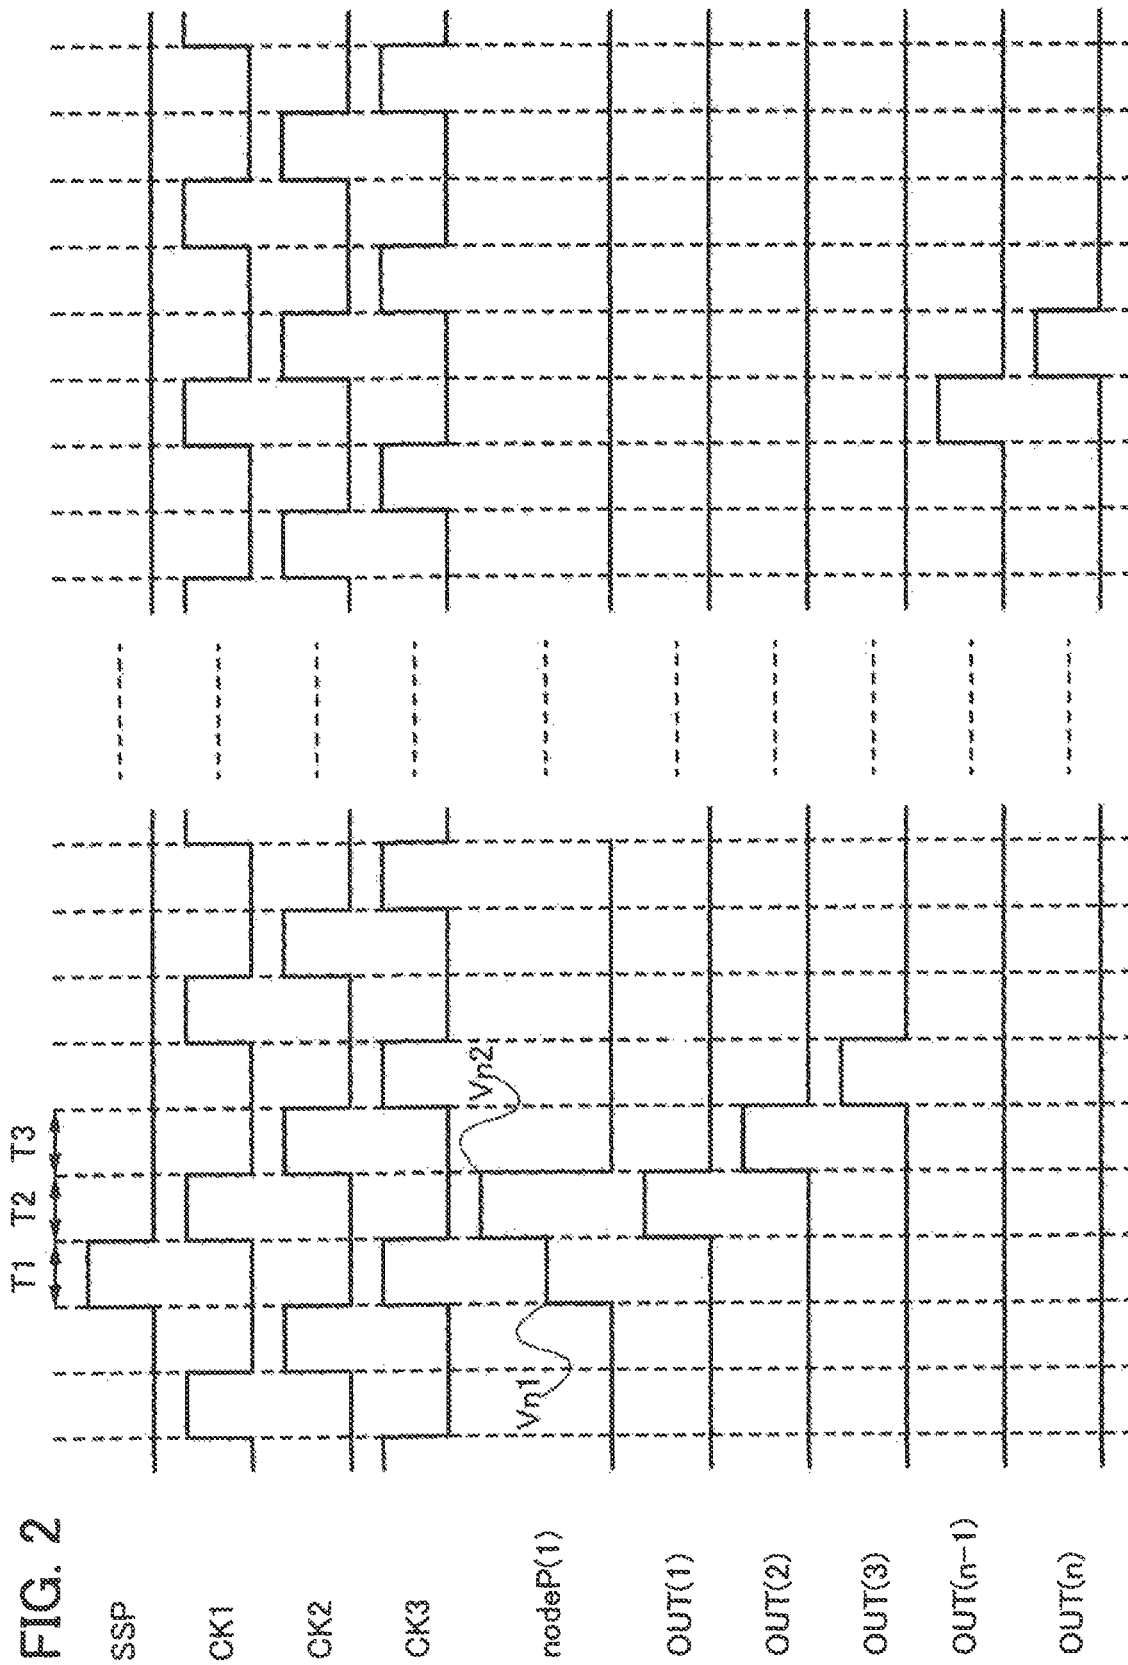 FIG. 2
T1 T2 T3
SSP
CK1
CK2
CK3
nodeP(1)
Vn1
Vn2
OUT(1)
OUT(2)
OUT(3)
OUT(n-1)
OUT(n)